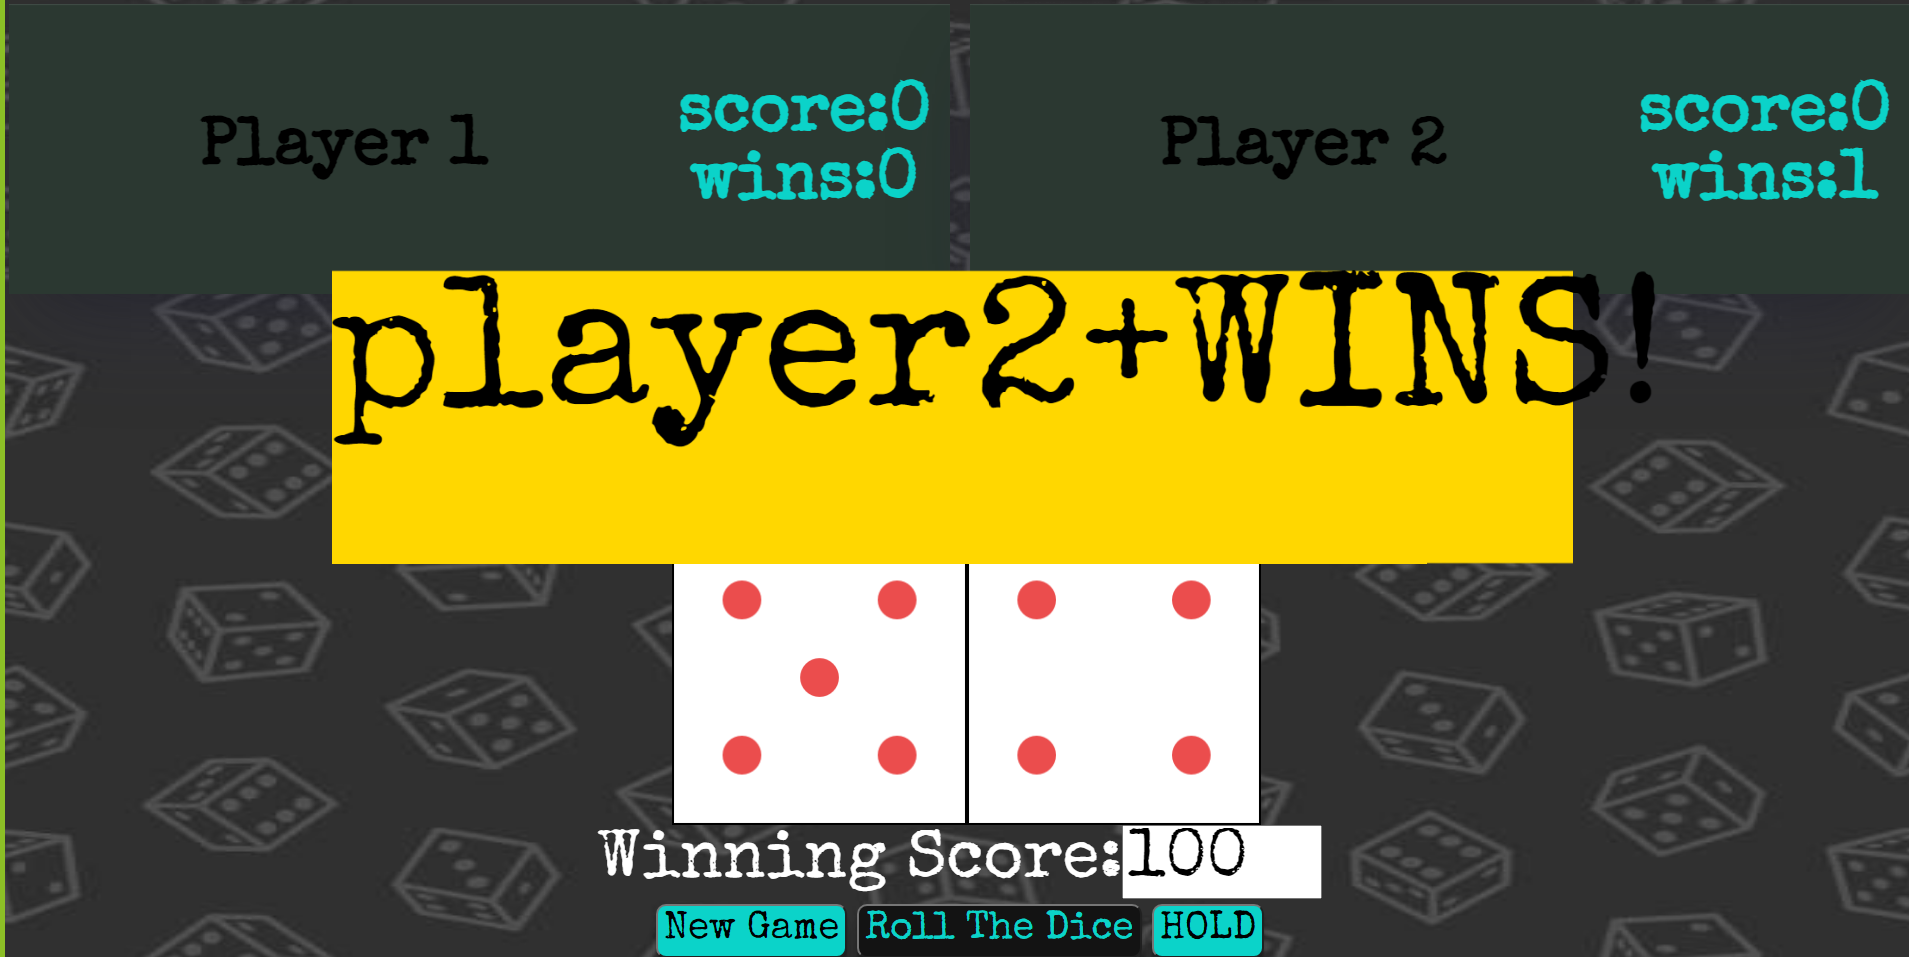 Player 1
score:0
wins:0
Player 2
score:0
wins:1
player2+WINS!
Winning Score:100
New Game
Roll The Dice
HOLD